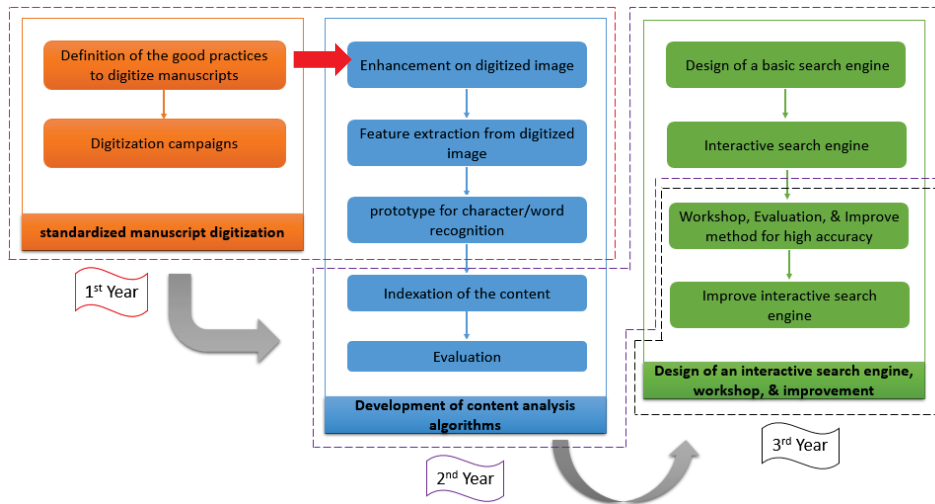 Definition of the good practices
to digitize manuscripts
Digitization campaigns
standardized manuscript digitization
1st Year
Enhancement on digitized image
Feature extraction from digitized
image
prototype for character/word
recognition
Indexation of the content
Evaluation
Development of content analysis
algorithms
2nd Year
Design of a basic search engine
Interactive search engine
Workshop, Evaluation, & Improve
method for high accuracy
Improve interactive search
engine
Design of an interactive search engine,
workshop, & improvement
3rd Year